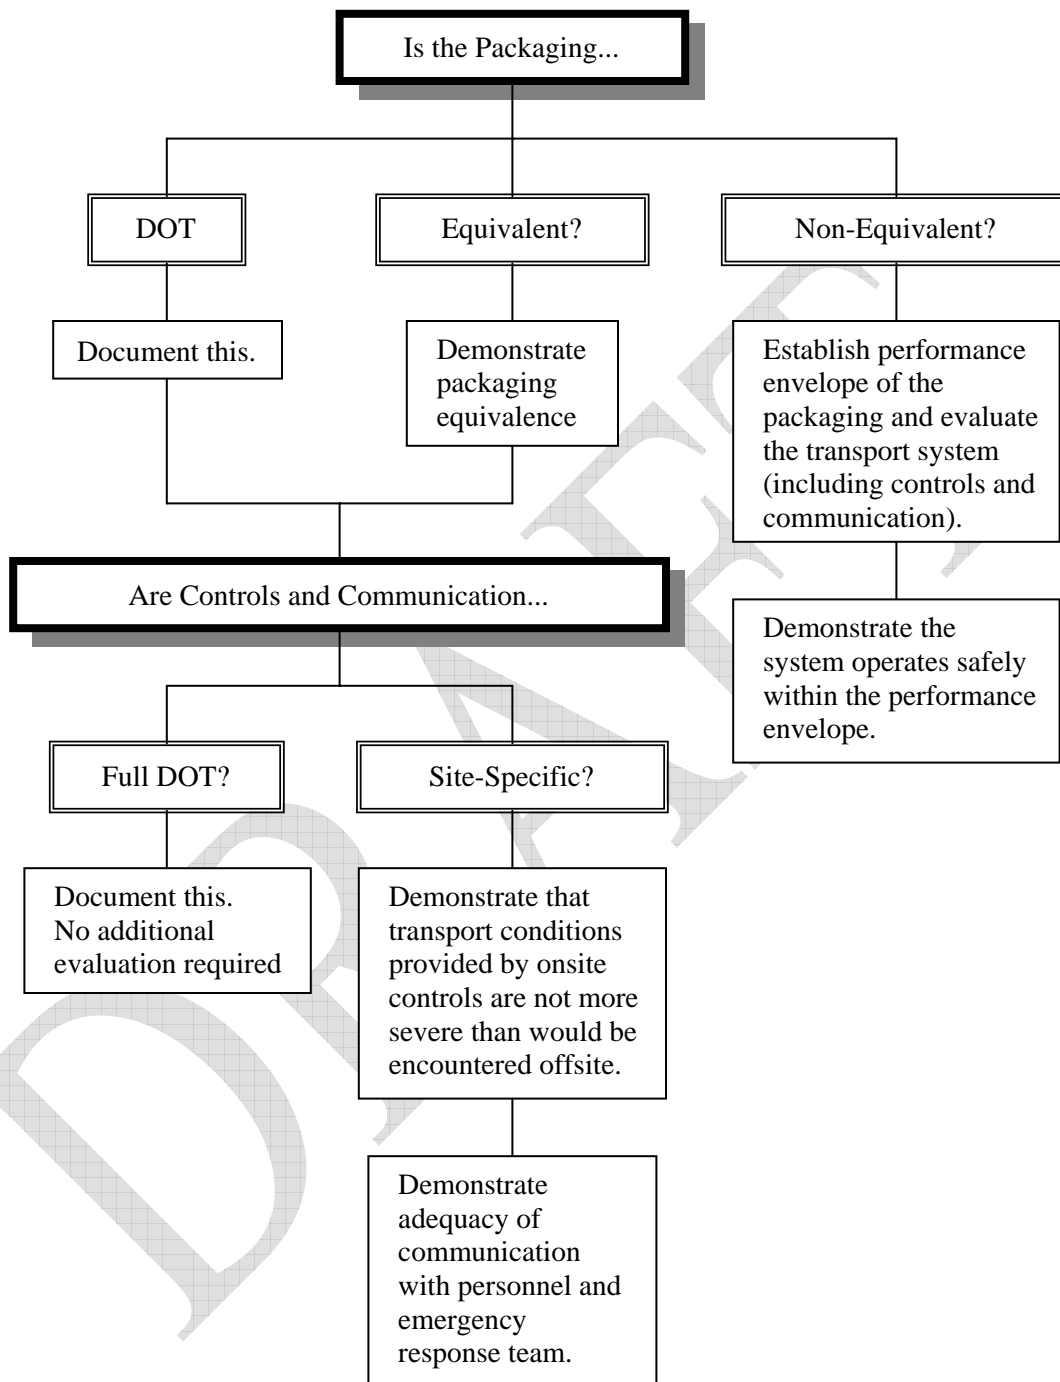 Is the Packaging...
DOT
Equivalent?
Non-Equivalent?
Document this.
Demonstrate
packaging
equivalence
Establish performance
envelope of the
packaging and evaluate
the transport system
(including controls and
communication).
Are Controls and Communication...
Demonstrate the
system operates safely
within the performance
envelope.
Full DOT?
Site-Specific?
Document this.
No additional
evaluation required
Demonstrate that
transport conditions
provided by onsite
controls are not more
severe than would be
encountered offsite.
Demonstrate
adequacy of
communication
with personnel and
emergency
response team.
DRAFT